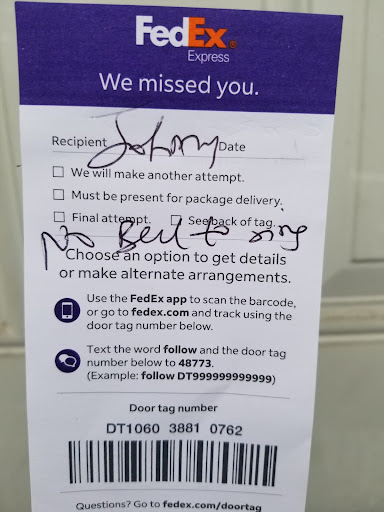 FedEx®
Express
We missed you.
Recipient Johnny Date
We will make another attempt.
Must be present for package delivery.
Final attempt. See back of tag.
No Bell to ring
Choose an option to get details
or make alternate arrangements.
Use the FedEx app to scan the barcode,
or go to fedex.com and track using the
door tag number below.
Text the word follow and the door tag
number below to 48773.
(Example: follow DT999999999999)
Door tag number
DT1060 3881 0762
Questions? Go to fedex.com/doortag